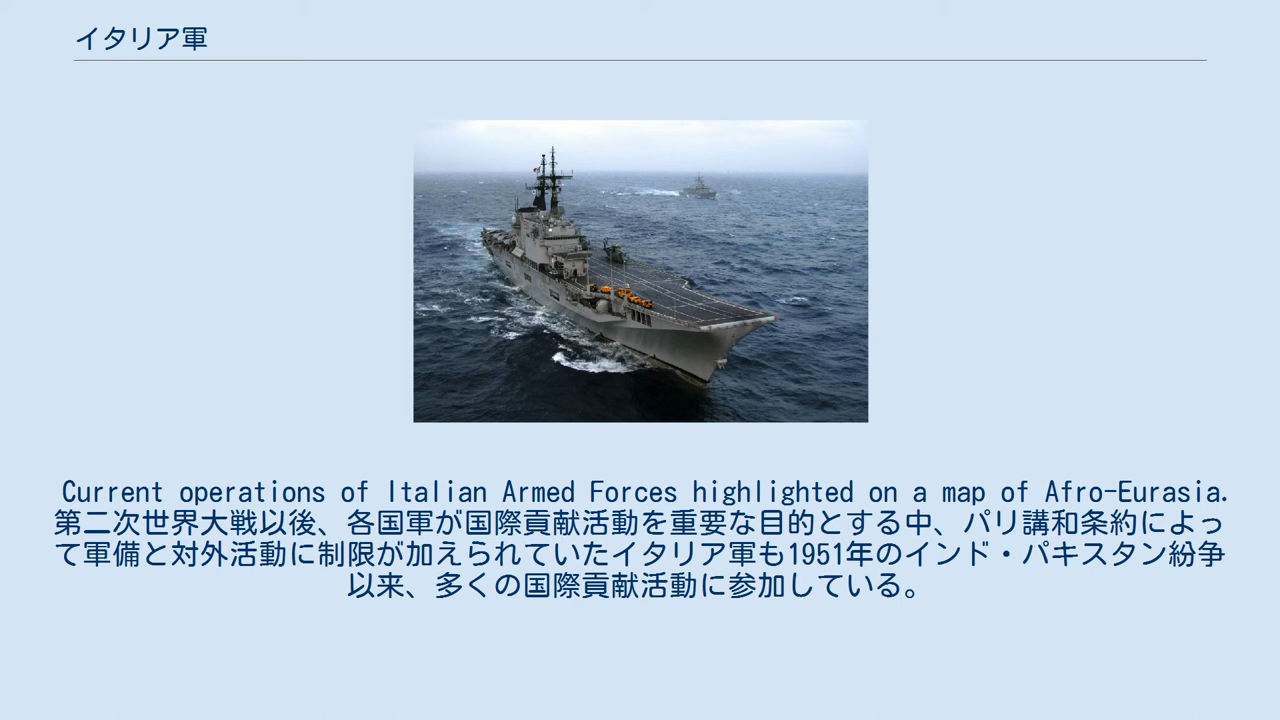 イタリア軍
Current operations of Italian Armed Forces highlighted on a map of Afro-Eurasia.
第二次世界大戦以後、各国軍が国際貢献活動を重要な目的とする中、パリ講和条約によっ
て軍備と対外活動に制限が加えられていたイタリア軍も1951年のインド・パキスタン紛争
以来、多くの国際貢献活動に参加している。